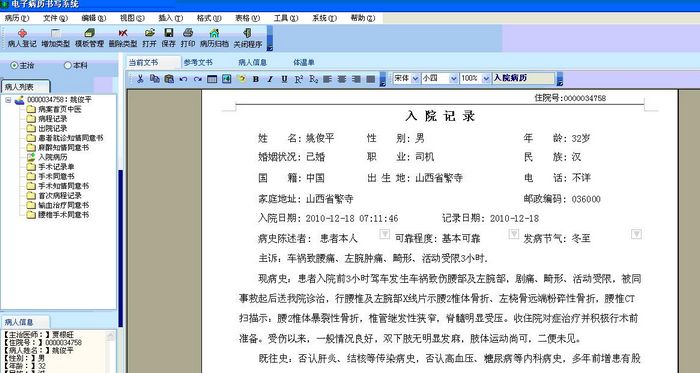 电子病历书写系统
病历(I) 文件(Q) 编辑(R) 视图(S) 插入(T) 格式(U) 表格(V) 工具(X) 系统(Y) 帮助(Z)
病人登记 增加类型 模板管理 删除类型 打开 保存 打印 病历归档 关闭程序
主治 本科
当前文书 参考文书 病人信息 体温单
病人列表
宋体 小四 100% 入院病历
0000034758:姚俊平
病案首页中医
病程记录
出院记录
患者就诊知情同意书
麻醉知情同意书
入院病历
手术记录单
手术同意书
手术知情同意书
首次病程记录
输血治疗同意书
腰椎手术同意书
病人信息
【主治医师:】贾根旺
【住院号:】0000034758
【病人姓名:】姚俊平
【性别:】男
【年龄:】32
住院号:0000034758
入 院 记 录
姓 名:姚俊平 性 别:男 年 龄:32岁
婚姻状况:已婚 职 业:司机 民 族:汉
国 籍:中国 出 生 地:山西省繁寺 电 话:不详
家庭地址:山西省繁寺 邮政编码:036000
入院日期:2010-12-18 07:11:46 记录日期:2010-12-18
病史陈述者: 患者本人 可靠程度:基本可靠 发病节气:冬至
主诉:车祸致腰痛、左腕肿痛、畸形、活动受限3小时.
现病史:患者入院前3小时驾车发生车祸致伤腰部及左腕部,剧痛、畸形、活动受限,被同
事救起后送我院诊治,行腰椎及左腕部X线片示腰2椎体骨折、左桡骨远端粉碎性骨折,腰椎CT
扫描示:腰2椎体暴裂性骨折,椎管继发性狭窄,脊髓明显受压。收住院对症治疗并积极行术前
准备。受伤以来,一般情况良好,双下肢无明显发麻,肢体运动尚可,二便未见。
既往史:否认肝炎、结核等传染病史,否认高血压、糖尿病等内科病史,多年前曾患有股